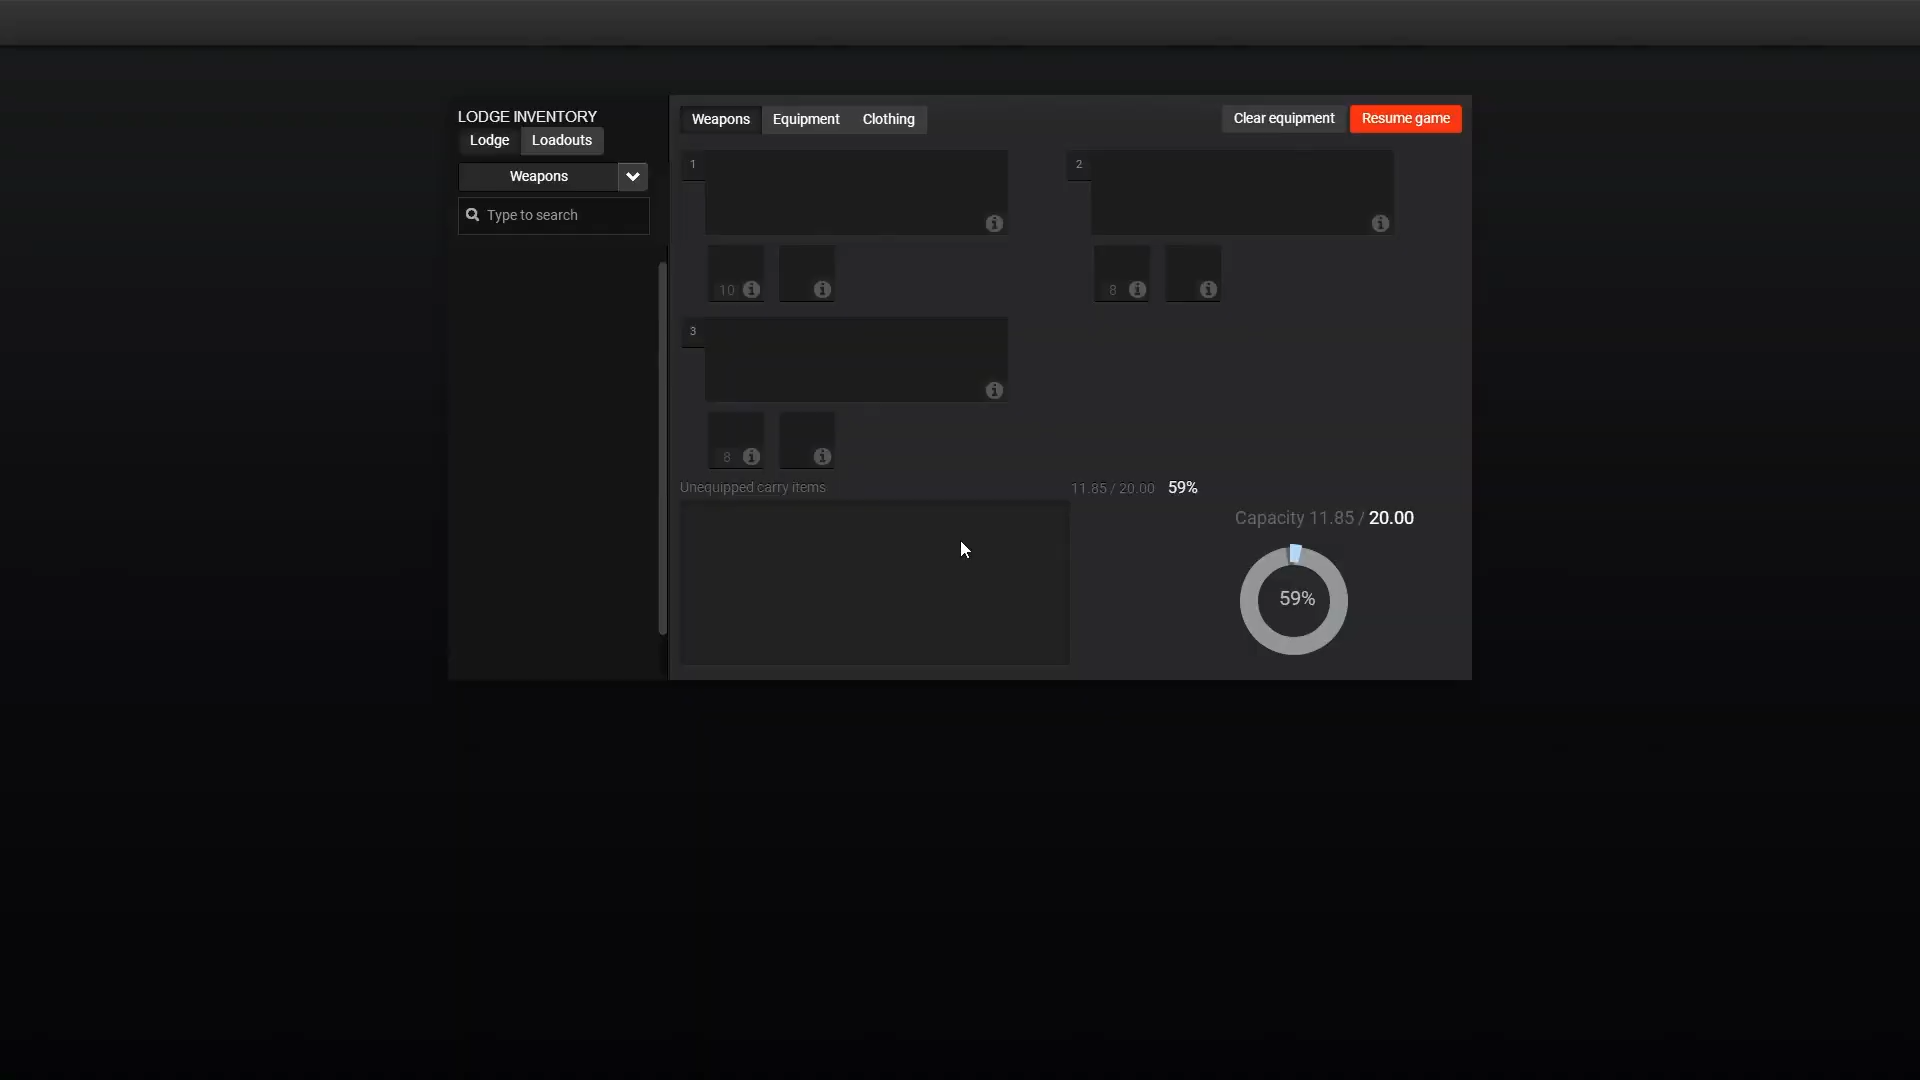 LODGE INVENTORY
Lodge Loadouts
Weapons
Type to search
Weapons Equipment Clothing
Clear equipment Resume game
1
10
2
8
3
8
Unequipped carry items
11.85 / 20.00 59%
Capacity 11.85 / 20.00
59%